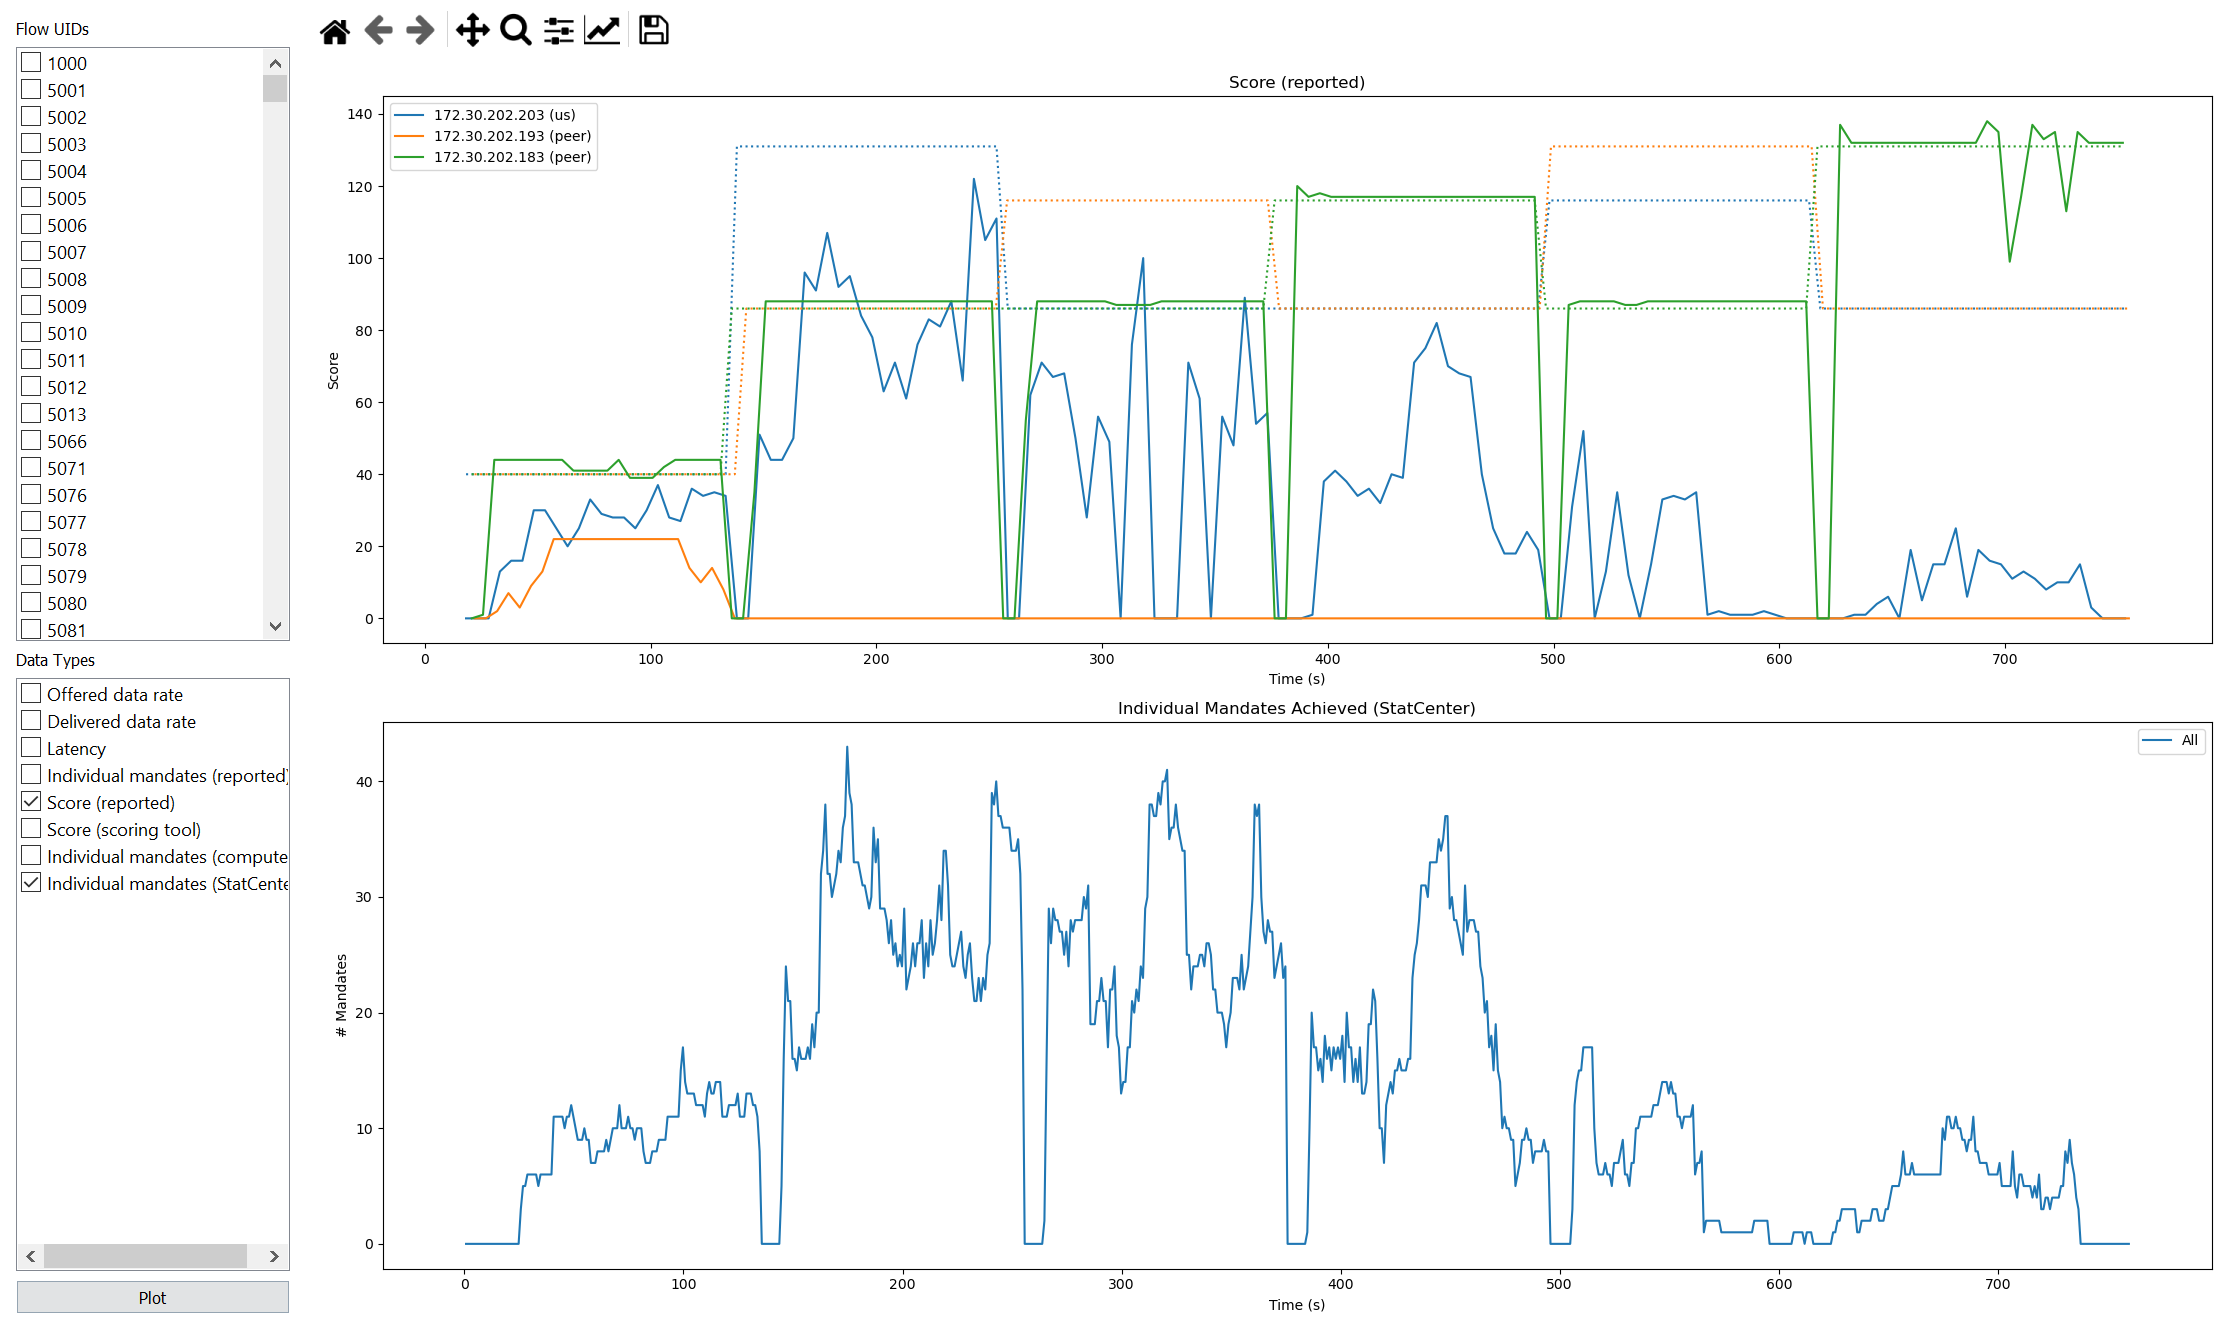 Flow UIDs
1000
5001
5002
5003
5004
5005
5006
5007
5008
5009
5010
5011
5012
5013
5066
5071
5076
5077
5078
5079
5080
5081
Data Types
Offered data rate
Delivered data rate
Latency
Individual mandates (reported)
Score (reported)
Score (scoring tool)
Individual mandates (compute
Individual mandates (StatCente
Plot
Score (reported)
172.30.202.203 (us)
172.30.202.193 (peer)
172.30.202.183 (peer)
140
120
100
80
60
40
20
0
Score
0 100 200 300 400 500 600 700
Time (s)
Individual Mandates Achieved (StatCenter)
All
40
30
20
10
0
# Mandates
0 100 200 300 400 500 600 700
Time (s)